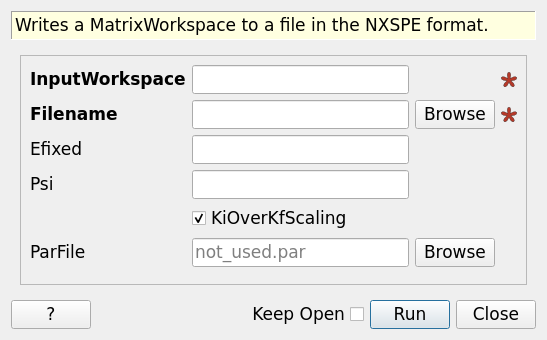 Writes a MatrixWorkspace to a file in the NXSPE format.
InputWorkspace
Filename Browse
Efixed
Psi
KiOverKfScaling
ParFile not_used.par Browse
? Keep Open Run Close